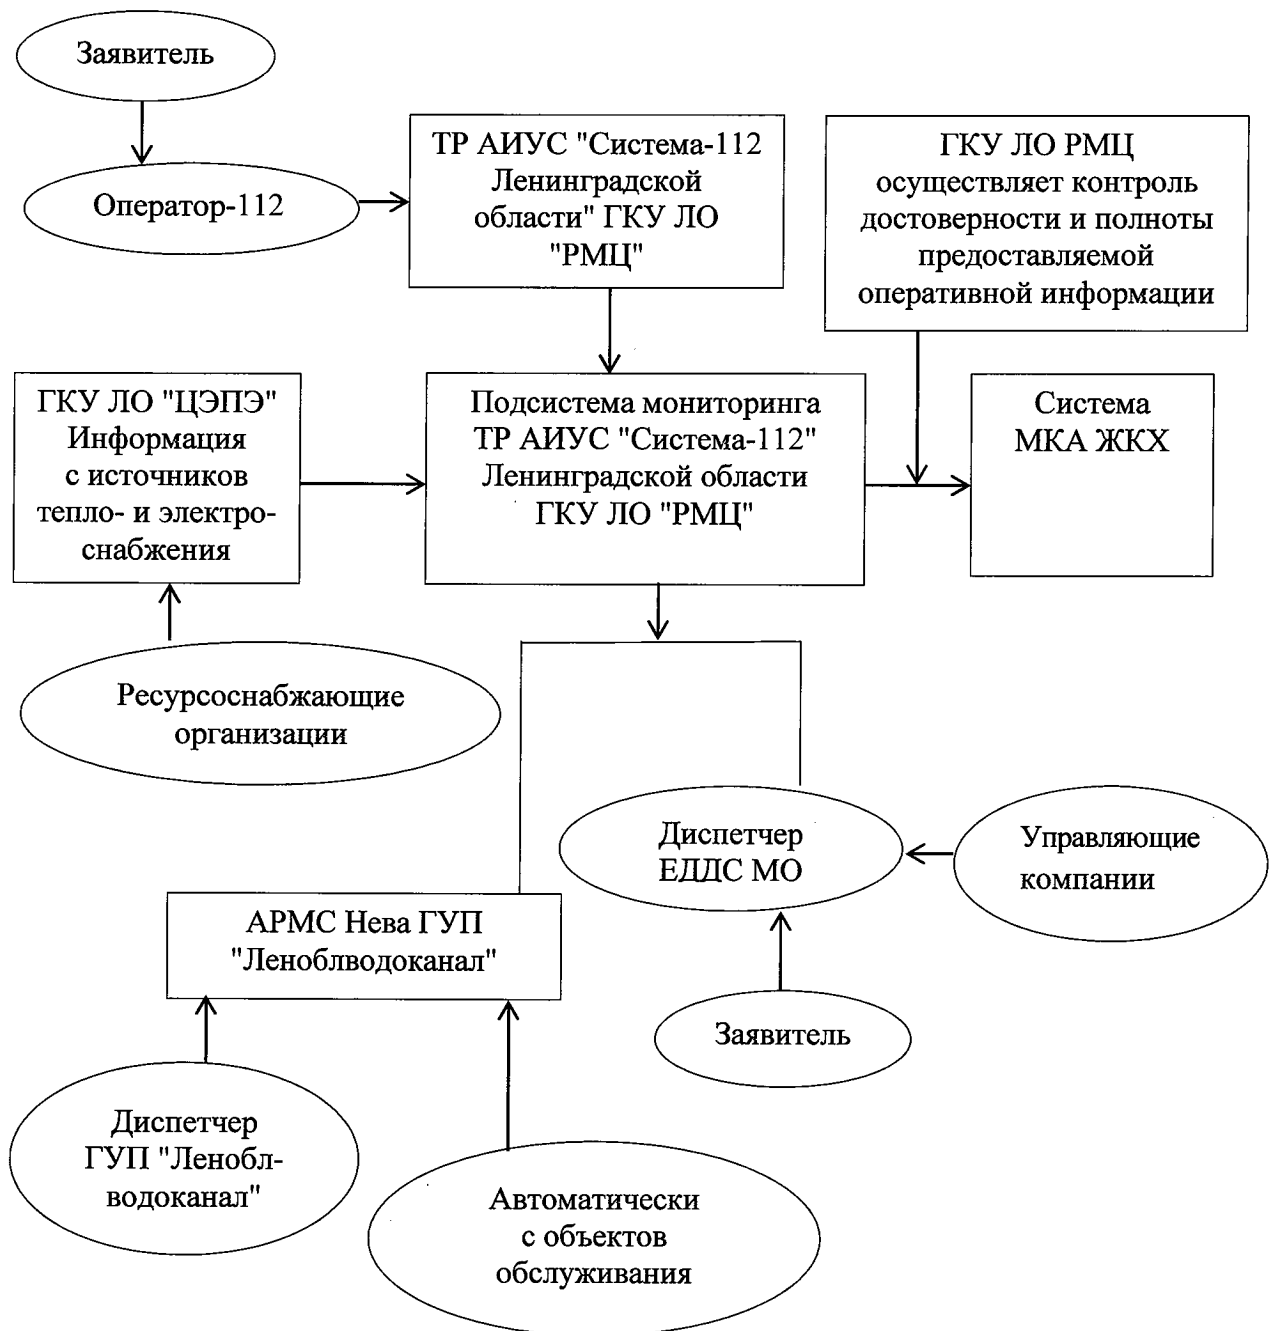 Заявитель
Оператор-112
ТР АИУС "Система-112
Ленинградской
области" ГКУ ЛО
"РМЦ"
ГКУ ЛО РМЦ
осуществляет контроль
достоверности и полноты
предоставляемой
оперативной информации
ГКУ ЛО "ЦЭПЭ"
Информация
с источников
тепло- и электро-
снабжения
Подсистема мониторинга
ТР АИУС "Система-112"
Ленинградской области
ГКУ ЛО "РМЦ"
Система
МКА ЖКХ
Ресурсоснабжающие
организации
Диспетчер
ЕДДС МО
Управляющие
компании
АРМС Нева ГУП
"Леноблводоканал"
Заявитель
Диспетчер
ГУП "Ленобл-
водоканал"
Автоматически
с объектов
обслуживания